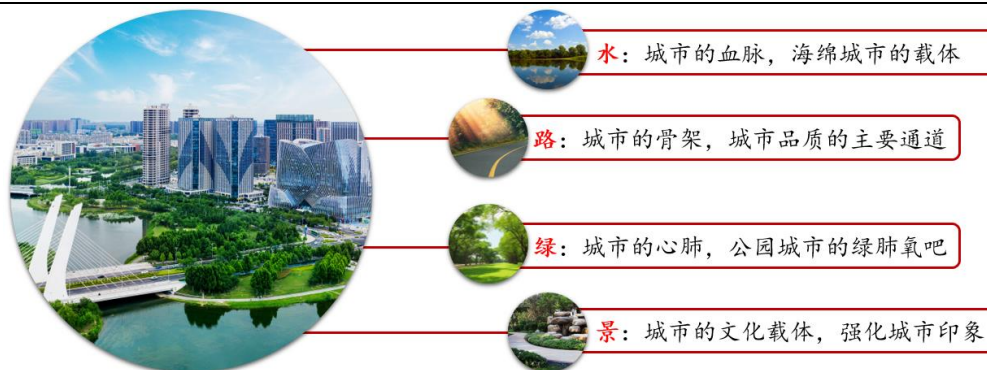 水：城市的血脉，海绵城市的载体
路：城市的骨架，城市品质的主要通道
绿：城市的心肺，公园城市的绿肺氧吧
景：城市的文化载体，强化城市印象